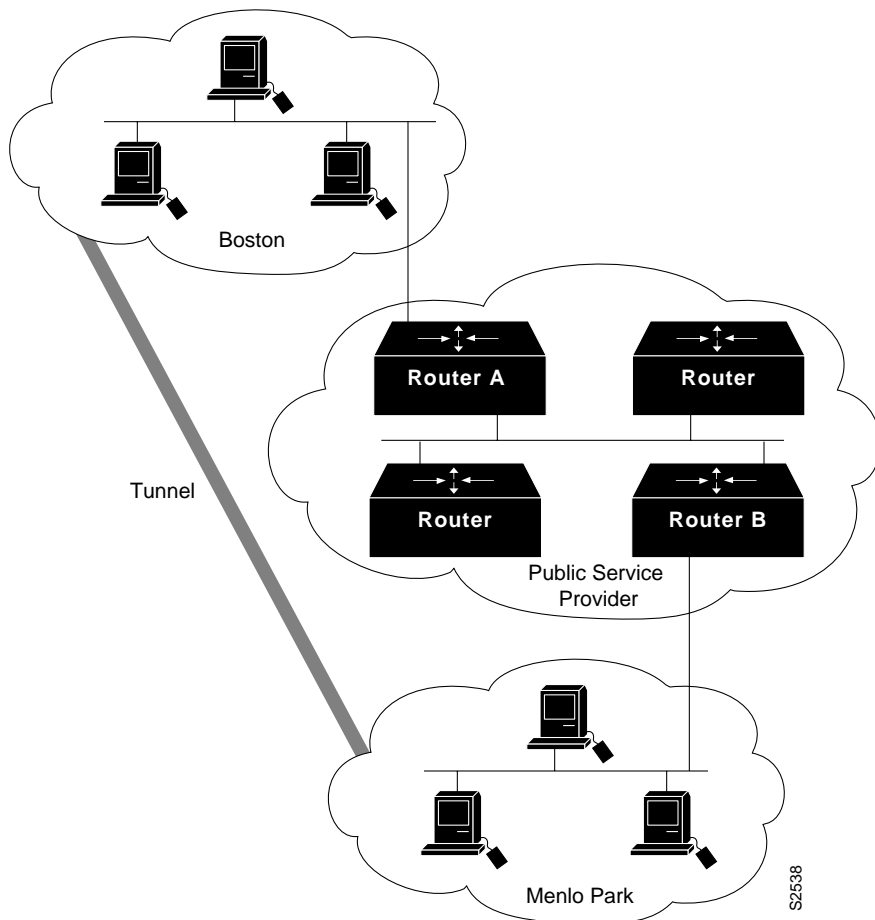 Boston
Router A
Router
Tunnel
Router
Router B
Public Service
Provider
Menlo Park
S2538